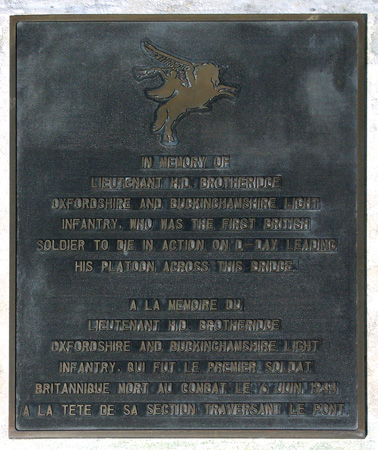 IN MEMORY OF
LIEUTENANT H.D. BROTHERIDGE
OXFORDSHIRE AND BUCKINGHAMSHIRE LIGHT
INFANTRY, WHO WAS THE FIRST BRITISH
SOLDIER TO DIE IN ACTION ON D-DAY LEADING
HIS PLATOON ACROSS THIS BRIDGE.
A LA MEMOIRE DU
LIEUTENANT H.D. BROTHERIDGE
OXFORDSHIRE AND BUCKINGHAMSHIRE LIGHT
INFANTRY, QUI FUT LE PREMIER SOLDAT
BRITANNIQUE MORT AU COMBAT, LE 6 JUIN, 1944,
A LA TETE DE SA SECTION TRAVERSANT LE PONT.